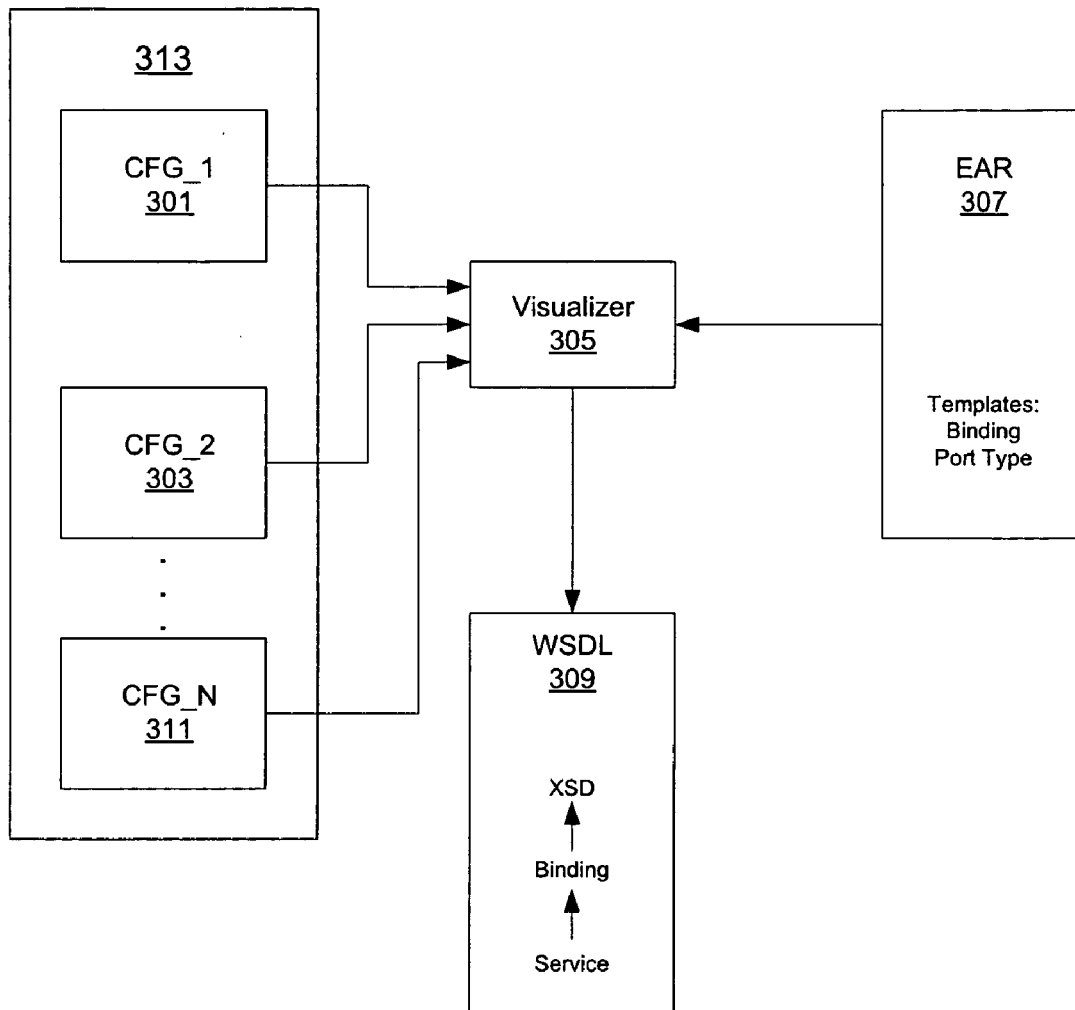 313
CFG_1
301
CFG_2
303
CFG_N
311
Visualizer
305
EAR
307
Templates:
Binding
Port Type
WSDL
309
XSD
Binding
Service